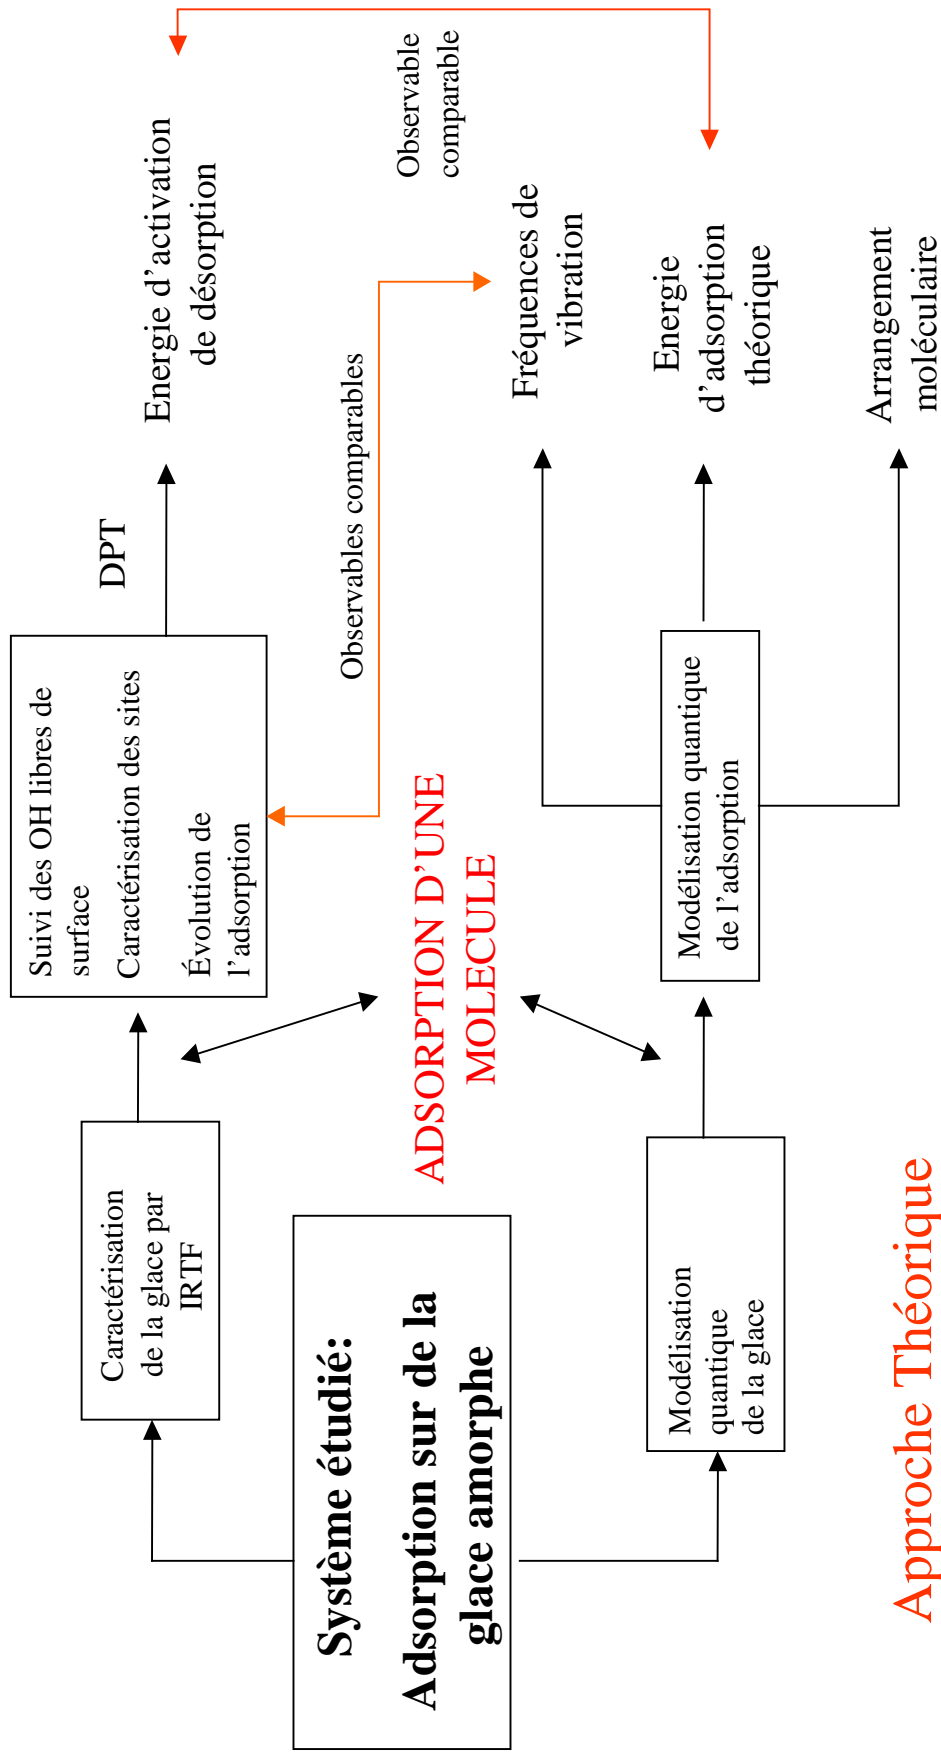 Caractérisation
de la glace par
IRTF
Suivi des OH libres de
surface
Caractérisation des sites
Évolution de
l'adsorption
DPT
Energie d'activation
de désorption
Observables comparables
Observable
comparable
Système étudié:
Adsorption sur de la
glace amorphe
ADSORPTION D'UNE
MOLECULE
Modélisation
quantique
de la glace
Modélisation quantique
de l'adsorption
Fréquences de
vibration
Energie
d'adsorption
théorique
Arrangement
moléculaire
Approche Théorique